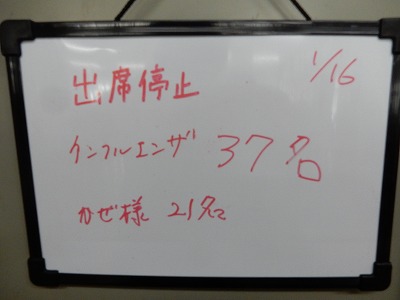 1/16
出席停止
インフルエンザ 37名
かぜ様 21名